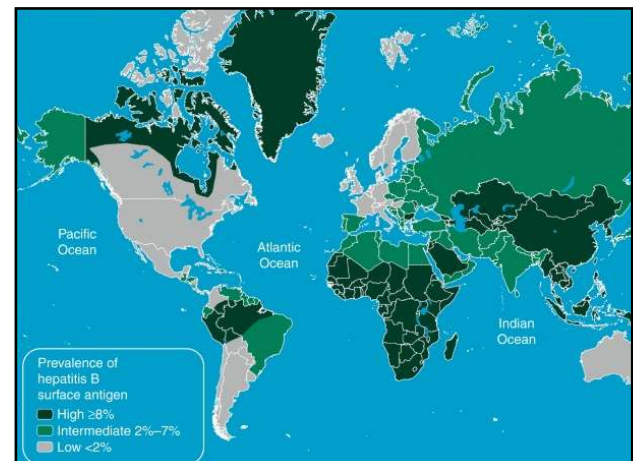 Pacific
Ocean
Atlantic
Ocean
Indian
Ocean
Prevalence of
hepatitis B
surface antigen
High ≥8%
Intermediate 2%–7%
Low <2%